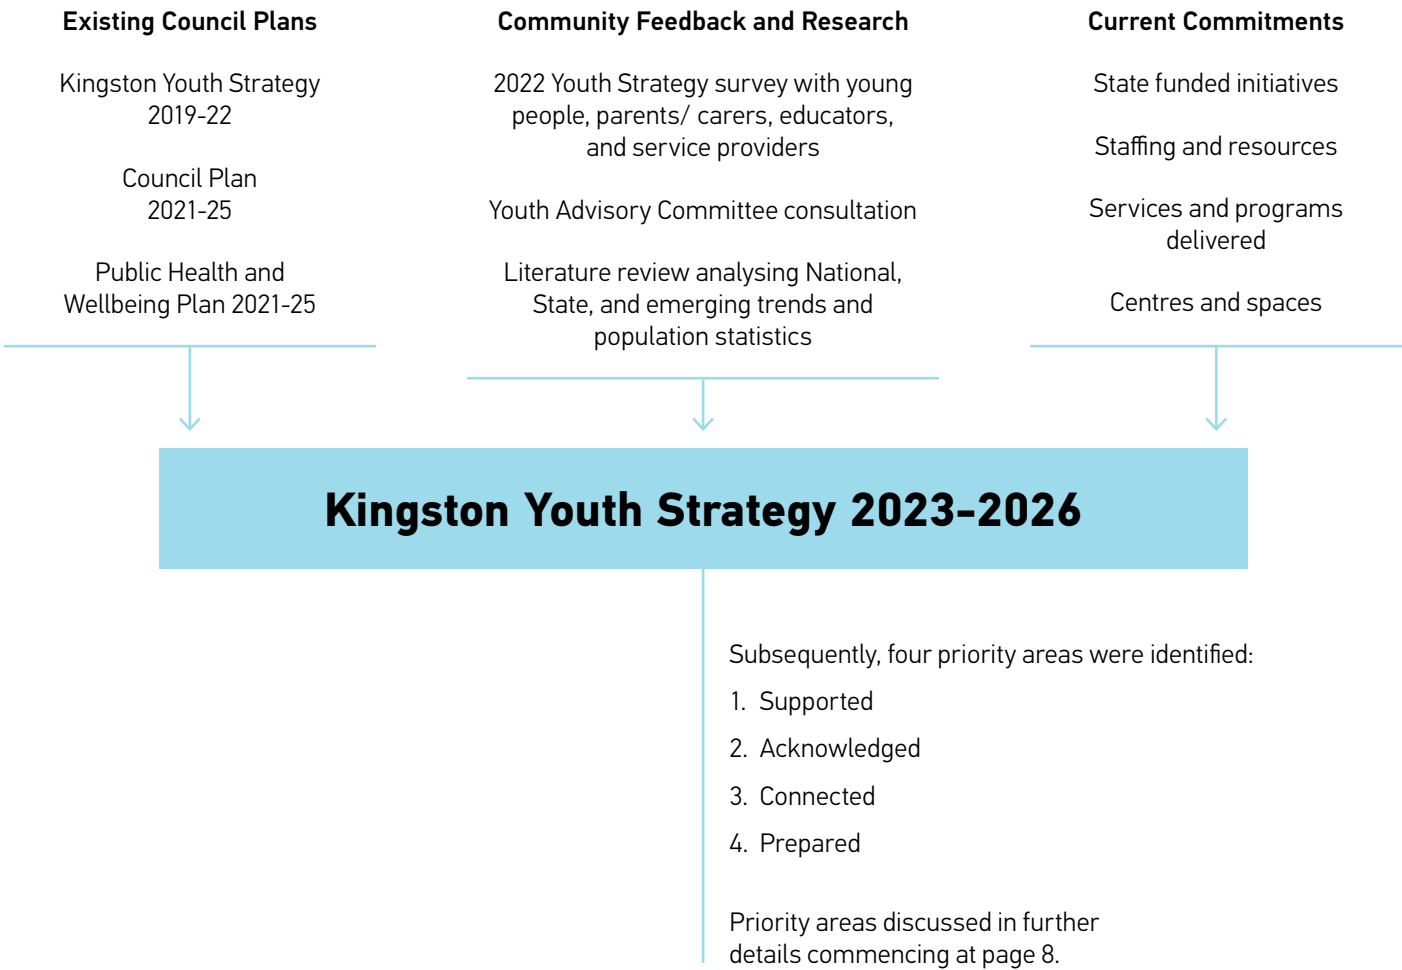 Existing Council Plans
Kingston Youth Strategy
2019-22
Council Plan
2021-25
Public Health and
Wellbeing Plan 2021-25
Community Feedback and Research
2022 Youth Strategy survey with young
people, parents/ carers, educators,
and service providers
Youth Advisory Committee consultation
Literature review analysing National,
State, and emerging trends and
population statistics
Current Commitments
State funded initiatives
Staffing and resources
Services and programs
delivered
Centres and spaces
Kingston Youth Strategy 2023-2026
Subsequently, four priority areas were identified:
1. Supported
2. Acknowledged
3. Connected
4. Prepared
Priority areas discussed in further
details commencing at page 8.